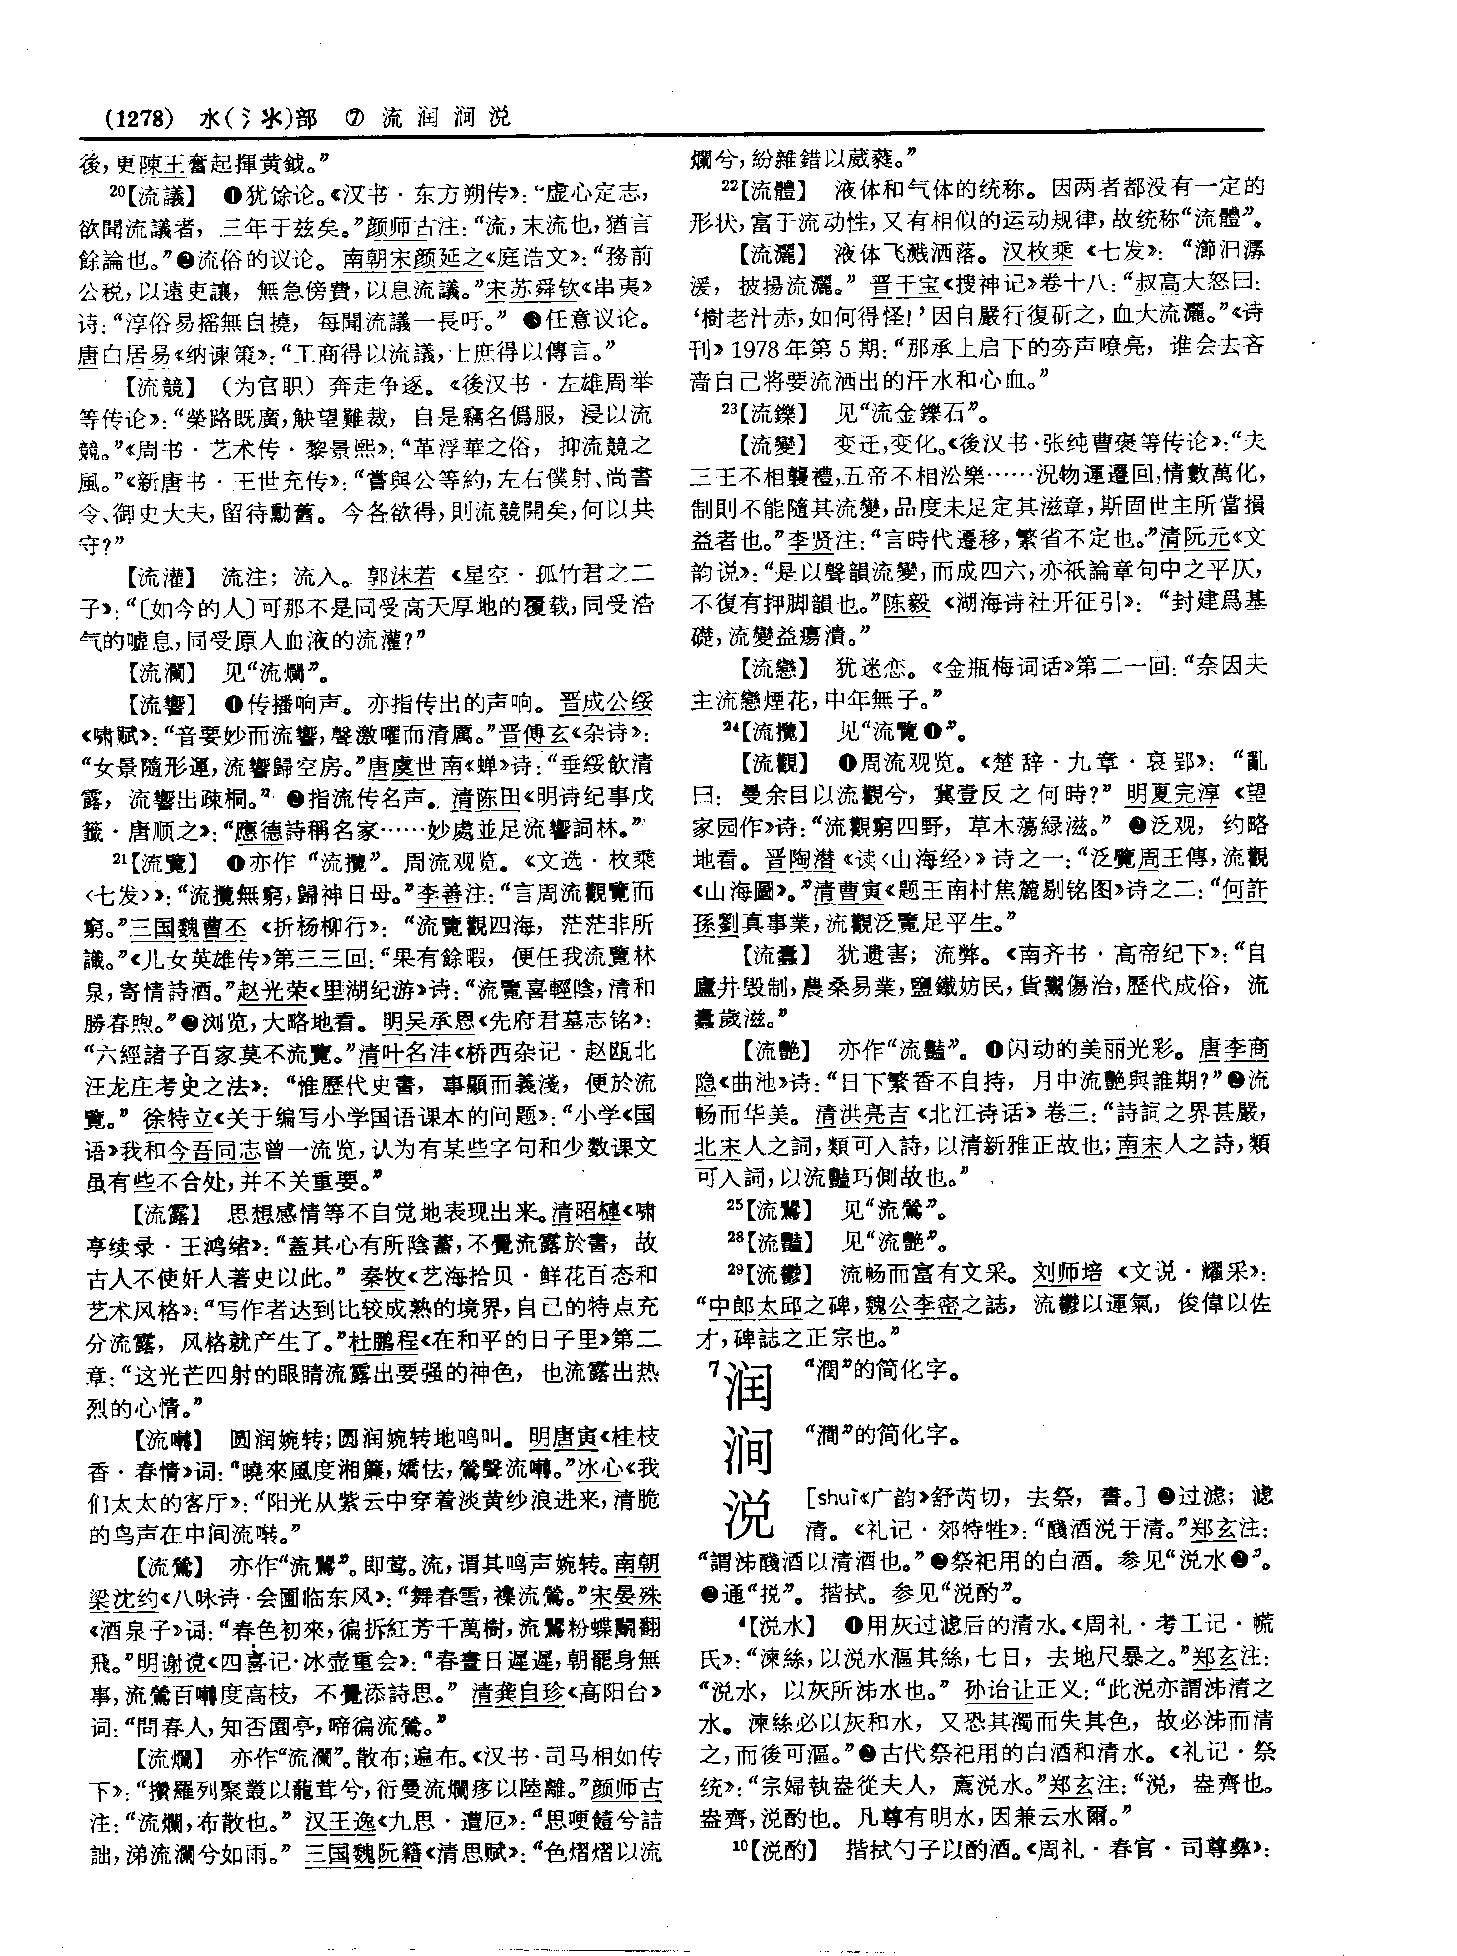 (1278) 水(氵氺)部 ⑦ 流润涧涚
後，更陳王奮起揮黄鉞。”
20【流議】 ❶犹馀论。《汉书·东方朔传》：“虚心定志，
欲聞流議者，三年于兹矣。”颜师古注：“流，末流也，猶言
餘論也。”❷流俗的议论。南朝宋颜延之《庭诰文》：“務前
公税，以遠吏讓，無急傍費，以息流議。”宋苏舜钦《串夷》
诗：“淳俗易摇無自撓，每聞流議一長吁。”❸任意议论。
唐白居易《纳谏策》：“工商得以流議，士庶得以傳言。”
【流競】（为官职）奔走争逐。《後汉书·左雄周举
等传论》：“榮路既廣，觖望難裁，自是竊名僞服，浸以流
競。”《周书·艺术传·黎景熙》：“革浮華之俗，抑流競之
風。”《新唐书·王世充传》：“嘗與公等約，左右僕射、尚書
令、御史大夫，留待勳舊。今各欲得，則流競開矣，何以共
守？”
【流灌】 流注；流入。郭沫若《星空·孤竹君之二
子》：“〔如今的人〕可那不是同受高天厚地的覆载，同受浩
气的嘘息，同受原人血液的流灌？”
【流瀾】 见“流爛”。
【流響】 ❶传播响声。亦指传出的声响。晋成公绥
《啸赋》：“音要妙而流響，聲激曜而清厲。”晋傅玄《杂诗》：
“女景隨形運，流響歸空房。”唐虞世南《蝉》诗：“垂緌飲清
露，流響出疎桐。”❷指流传名声。清陈田《明诗纪事戊
籤·唐顺之》：“應德詩稱名家……妙處並足流響詞林。”
21【流覽】 ❶亦作“流攬”。周流观览。《文选·枚乘
〈七发〉》：“流攬無窮，歸神日母。”李善注：“言周流觀覽而
窮。”三国魏曹丕《折杨柳行》：“流覽觀四海，茫茫非所
識。”《儿女英雄传》第三三回：“果有餘暇，便任我流覽林
泉，寄情詩酒。”赵光荣《里湖纪游》诗：“流覽喜輕陰，清和
勝春煦。”❷浏览，大略地看。明吴承恩《先府君墓志铭》：
“六經諸子百家莫不流覽。”清叶名沣《桥西杂记·赵瓯北
汪龙庄考史之法》：“惟歷代史書，事顯而義淺，便於流
覽。”徐特立《关于编写小学国语课本的问题》：“小学《国
语》我和今吾同志曾一流览，认为有某些字句和少数课文
虽有些不合处，并不关重要。”
【流露】 思想感情等不自觉地表现出来。清昭槤《啸
亭续录·王鸿绪》：“蓋其心有所陰蓄，不覺流露於書，故
古人不使奸人著史以此。”秦牧《艺海拾贝·鲜花百态和
艺术风格》：“写作者达到比较成熟的境界，自己的特点充
分流露，风格就产生了。”杜鹏程《在和平的日子里》第二
章：“这光芒四射的眼睛流露出要强的神色，也流露出热
烈的心情。”
【流囀】 圆润婉转；圆润婉转地鸣叫。明唐寅《桂枝
香·春情》词：“曉來風度湘簾，嬌怯，鶯聲流囀。”冰心《我
们太太的客厅》：“阳光从紫云中穿着淡黄纱浪进来，清脆
的鸟声在中间流啭。”
【流鶯】 亦作“流鸎”。即莺。流，谓其鸣声婉转。南朝
梁沈约《八咏诗·会圃临东风》：“舞春雪，襍流鶯。”宋晏殊
《酒泉子》词：“春色初來，徧拆紅芳千萬樹，流鸎粉蝶鬭翻
飛。”明谢谠《四喜记·冰壶重会》：“春晝日遲遲，朝罷身無
事，流鶯百囀度高枝，不覺添詩思。”清龚自珍《高阳台》
词：“問春人，知否園亭，啼徧流鶯。”
【流爛】 亦作“流瀾”。散布；遍布。《汉书·司马相如传
下》：“攢羅列聚叢以蘢茸兮，衍曼流爛㢋以陸離。”颜师古
注：“流爛，布散也。”汉王逸《九思·遭厄》：“思哽饐兮詰
詘，涕流瀾兮如雨。”三国魏阮籍《清思赋》：“色熠熠以流
爛兮，紛雜錯以葳蕤。”
22【流體】 液体和气体的统称。因两者都没有一定的
形状，富于流动性，又有相似的运动规律，故统称“流體”。
【流灑】 液体飞溅洒落。汉枚乘《七发》：“瀄汩潺
湲，披揚流灑。”晋干宝《搜神记》卷十八：“叔高大怒曰：
‘樹老汁赤，如何得怪！’因自嚴行復斫之，血大流灑。”《诗
刊》1978年第5期：“那承上启下的夯声嘹亮，谁会去吝
啬自己将要流洒出的汗水和心血。”
23【流鑠】 见“流金鑠石”。
【流變】 变迁，变化。《後汉书·张纯曹褒等传论》：“夫
三王不相襲禮，五帝不相沿樂……況物運遷回，情數萬化，
制則不能隨其流變，品度未足定其滋章，斯固世主所當損
益者也。”李贤注：“言時代遷移，繁省不定也。”清阮元《文
韵说》：“是以聲韻流變，而成四六，亦祇論章句中之平仄，
不復有押脚韻也。”陈毅《湖海诗社开征引》：“封建爲基
礎，流變益瘍潰。”
【流戀】 犹迷恋。《金瓶梅词话》第二一回：“奈因夫
主流戀煙花，中年無子。”
24【流攬】 见“流覽❶”。
【流觀】 ❶周流观览。《楚辞·九章·哀郢》：“亂
曰：曼余目以流觀兮，冀壹反之何時？”明夏完淳《望
家园作》诗：“流觀窮四野，草木蕩緑滋。”❷泛观，约略
地看。晋陶潜《读〈山海经〉》诗之一：“泛覽周王傳，流觀
《山海圖》。”清曹寅《题王南村焦麓剔铭图》诗之二：“何許
孫劉真事業，流觀泛覽足平生。”
【流蠹】 犹遗害；流弊。《南齐书·高帝纪下》：“自
廬井毁制，農桑易業，鹽鐵妨民，貨鬻傷治，歷代成俗，流
蠹歲滋。”
【流艷】 亦作“流豔”。❶闪动的美丽光彩。唐李商
隐《曲池》诗：“日下繁香不自持，月中流艷與誰期？”❷流
畅而华美。清洪亮吉《北江诗话》卷三：“詩詞之界甚嚴，
北宋人之詞，類可入詩，以清新雅正故也；南宋人之詩，類
可入詞，以流豔巧側故也。”
25【流鸎】 见“流鶯”。
28【流豔】 见“流艷”。
29【流鬱】 流畅而富有文采。刘师培《文说·耀采》：
“中郎太邱之碑，魏公李密之誌，流鬱以運氣，俊偉以佐
才，碑誌之正宗也。”
7润 “潤”的简化字。
涧 “澗”的简化字。
涚 [shuì《广韵》舒芮切，去祭，書。]❶过滤；滤
清。《礼记·郊特牲》：“醆酒涚于清。”郑玄注：
“謂泲醆酒以清酒也。”❷祭祀用的白酒。参见“涚水❷”。
❸通“捝”。揩拭。参见“涚酌”。
4【涚水】 ❶用灰过滤后的清水。《周礼·考工记·㡛
氏》：“湅絲，以涚水漚其絲，七日，去地尺暴之。”郑玄注：
“涚水，以灰所泲水也。”孙诒让正义：“此涚亦謂泲清之
水。湅絲必以灰和水，又恐其濁而失其色，故必泲而清
之，而後可漚。”❷古代祭祀用的白酒和清水。《礼记·祭
统》：“宗婦執盎從夫人，薦涚水。”郑玄注：“涚，盎齊也。
盎齊，涚酌也。凡尊有明水，因兼云水爾。”
10【涚酌】 揩拭勺子以酌酒。《周礼·春官·司尊彝》：